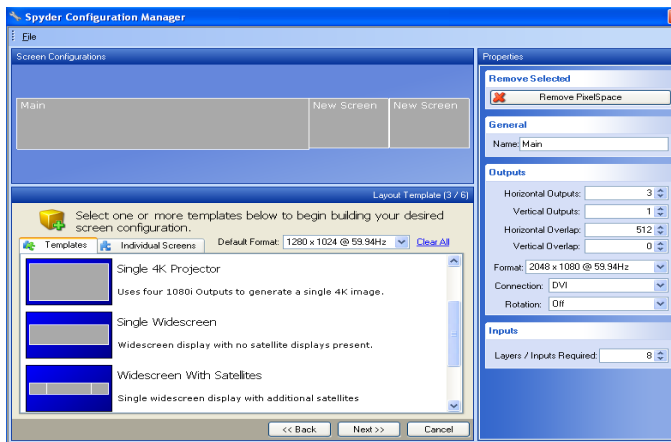 Spyder Configuration Manager
File
Screen Configurations
Main
New Screen
New Screen
Layout Template (3 / 6)
Select one or more templates below to begin building your desired
screen configuration.
Templates
Individual Screens
Default Format: 1280 x 1024 @ 59.94Hz
Clear All
Single 4K Projector
Uses four 1080i Outputs to generate a single 4K image.
Single Widescreen
Widescreen display with no satellite displays present.
Widescreen With Satellites
Single widescreen display with additional satellites
<< Back
Next >>
Cancel
Properties
Remove Selected
Remove PixelSpace
General
Name: Main
Outputs
Horizontal Outputs: 3
Vertical Outputs: 1
Horizontal Overlap: 512
Vertical Overlap: 0
Format: 2048 x 1080 @ 59.94Hz
Connection: DVI
Rotation: Off
Inputs
Layers / Inputs Required: 8